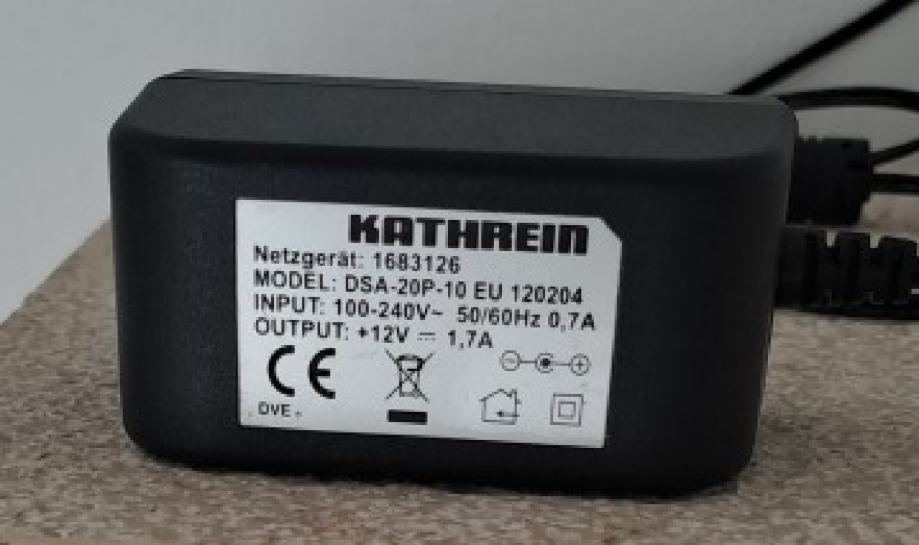 KATHREIN
Netzgerät: 1683126
MODEL: DSA-20P-10 EU 120204
INPUT: 100-240V~ 50/60Hz 0,7A
OUTPUT: +12V ⎓ 1,7A
CE
DVE